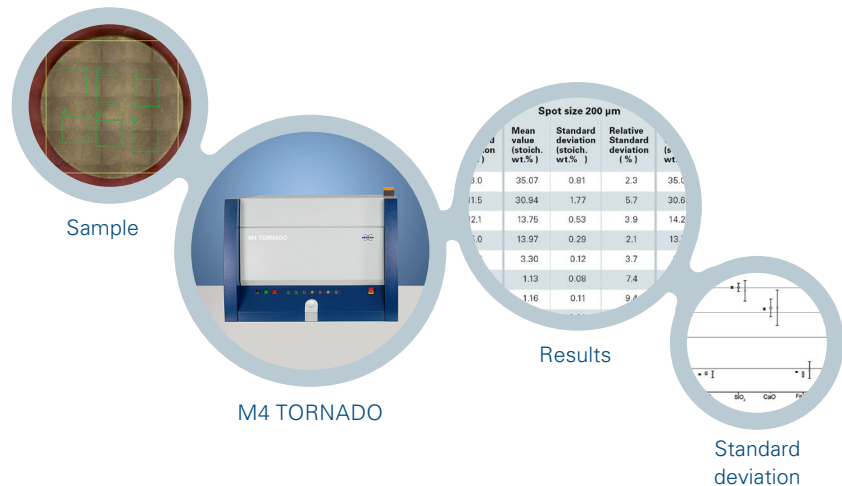 Sample
M4 TORNADO
M4 TORNADO
Spot size 200 µm
Mean value (stoich. wt.% )
Standard deviation (stoich. wt.% )
Relative Standard deviation ( % )
35.07 0.81 2.3
30.94 1.77 5.7
13.75 0.53 3.9
13.97 0.29 2.1
3.30 0.12 3.7
1.13 0.08 7.4
1.16 0.11
Results
SiO₂ CaO
Standard
deviation